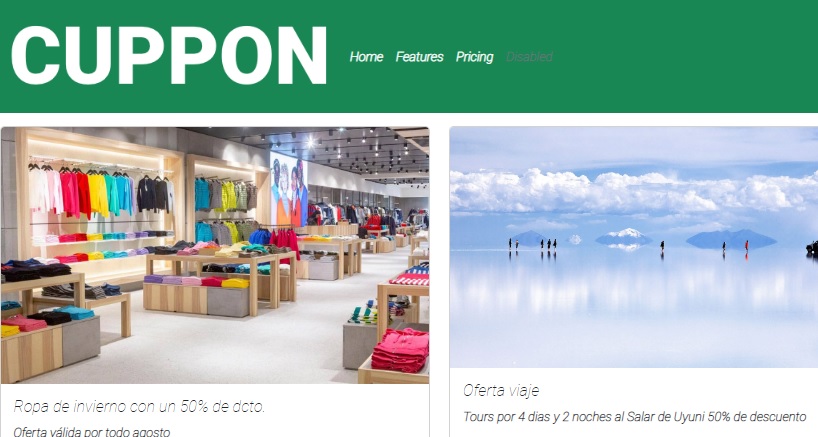 CUPPON
Home Features Pricing Disabled
Ropa de invierno con un 50% de dcto.
Oferta válida por todo agosto
Oferta viaje
Tours por 4 dias y 2 noches al Salar de Uyuni 50% de descuento